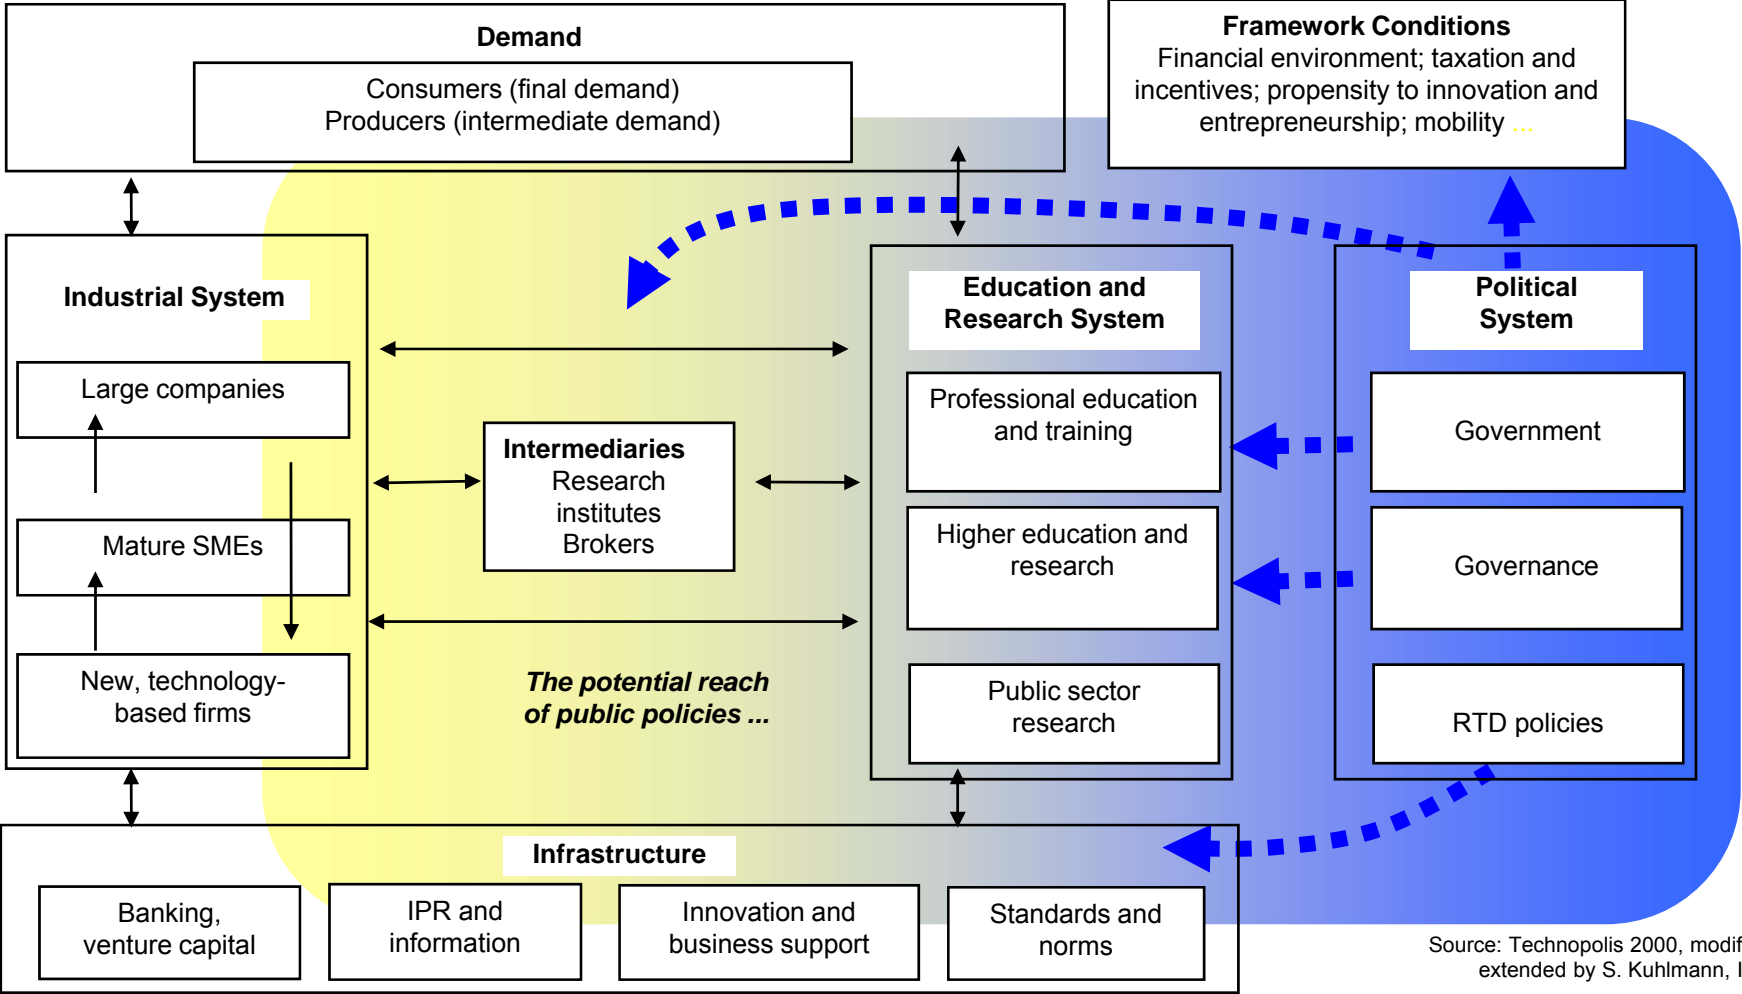 Demand
Consumers (final demand)
Producers (intermediate demand)
Framework Conditions
Financial environment; taxation and
incentives; propensity to innovation and
entrepreneurship; mobility ...
Industrial System
Large companies
Mature SMEs
New, technology-
based firms
Intermediaries
Research
institutes
Brokers
The potential reach
of public policies ...
Education and
Research System
Professional education
and training
Higher education and
research
Public sector
research
Political
System
Government
Governance
RTD policies
Infrastructure
Banking,
venture capital
IPR and
information
Innovation and
business support
Standards and
norms
Source: Technopolis 2000, modif
extended by S. Kuhlmann, I